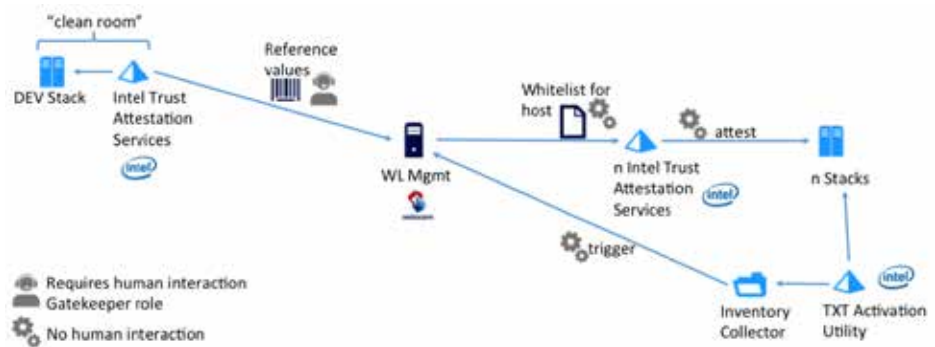 “clean room”
DEV Stack
Intel Trust
Attestation
Services
intel
Reference
values
WL Mgmt
Whitelist for
host
n Intel Trust
Attestation
Services
intel
attest
n Stacks
trigger
Inventory
Collector
TXT Activation
Utility
intel
Requires human interaction
Gatekeeper role
No human interaction